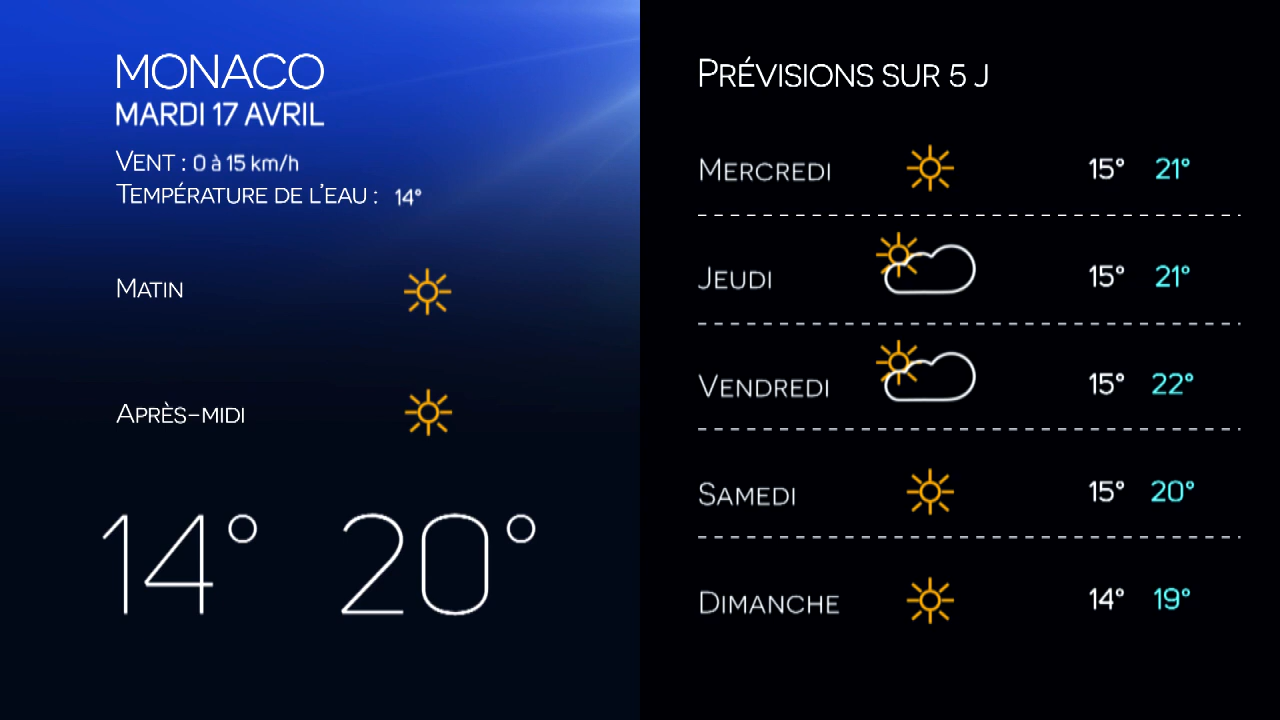 MONACO
MARDI 17 AVRIL
VENT : 0 à 15 km/h
TEMPÉRATURE DE L'EAU : 14°
MATIN
APRÈS-MIDI
14° 20°
PRÉVISIONS SUR 5 J
MERCREDI 15° 21°
JEUDI 15° 21°
VENDREDI 15° 22°
SAMEDI 15° 20°
DIMANCHE 14° 19°